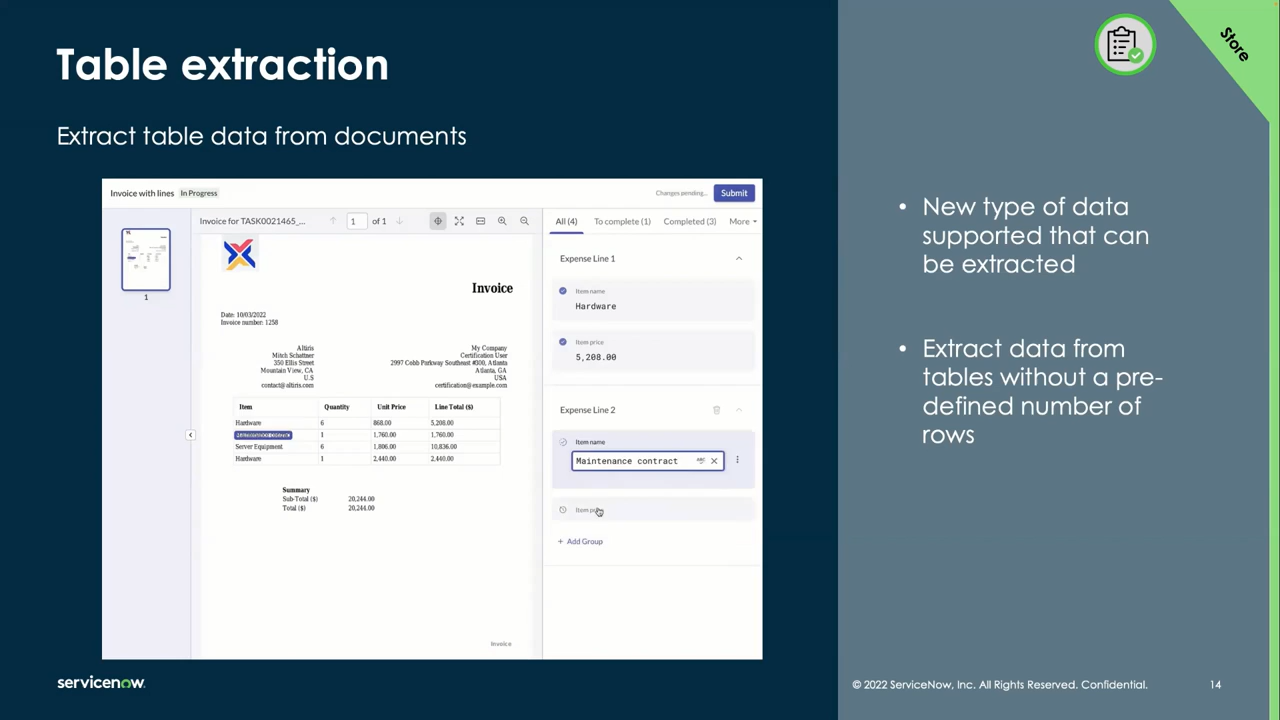 Table extraction
Store
Extract table data from documents
Invoice with lines In Progress
Changes pending...
Submit
Invoice for TASK0021465_...
1 of 1
All (4) To complete (1) Completed (3) More
1
Invoice
Date: 10/03/2022
Invoice number: 1258
Altiris
Mitch Schattner
350 Ellis Street
Mountain View, CA
U.S
contact@altiris.com
My Company
Certification User
2997 Cobb Parkway Southeast #300, Atlanta
Atlanta, GA
USA
certification@example.com
Item Quantity Unit Price Line Total ($)
Hardware 6 868.00 5,208.00
1 1,760.00 1,760.00
Server Equipment 6 1,806.00 10,836.00
Hardware 1 2,440.00 2,440.00
Summary
Sub-Total ($) 20,244.00
Total ($) 20,244.00
Invoice
Expense Line 1
Item name
Hardware
Item price
5,208.00
Expense Line 2
Item name
Maintenance contract
Item
+ Add Group
• New type of data
supported that can
be extracted
• Extract data from
tables without a pre-
defined number of
rows
servicenow.
© 2022 ServiceNow, Inc. All Rights Reserved. Confidential.
14